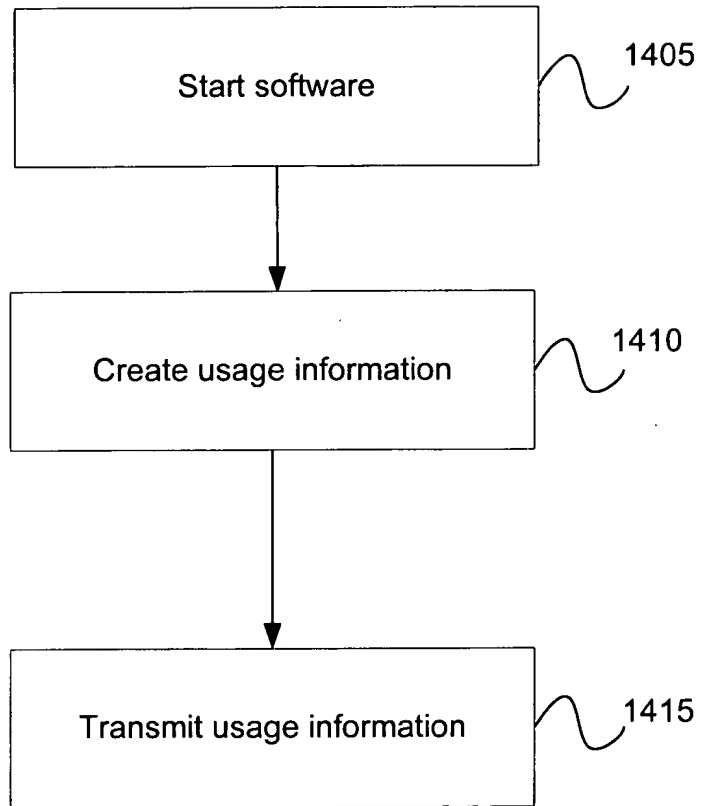 Start software
1405
Create usage information
1410
Transmit usage information
1415